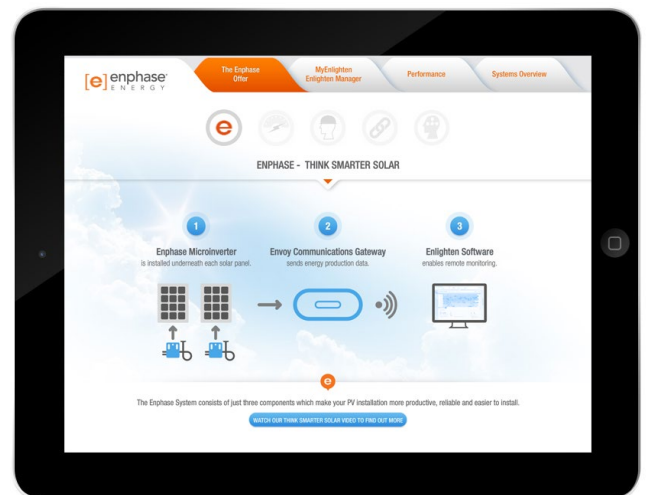 [e] enphase®
ENERGY
The Enphase
Offer
MyEnlighten
Enlighten Manager
Performance
Systems Overview
e
ENPHASE - THINK SMARTER SOLAR
1
2
3
Enphase Microinverter
is installed underneath each solar panel.
Envoy Communications Gateway
sends energy production data.
Enlighten Software
enables remote monitoring.
e
The Enphase System consists of just three components which make your PV installation more productive, reliable and easier to install.
WATCH OUR THINK SMARTER SOLAR VIDEO TO FIND OUT MORE